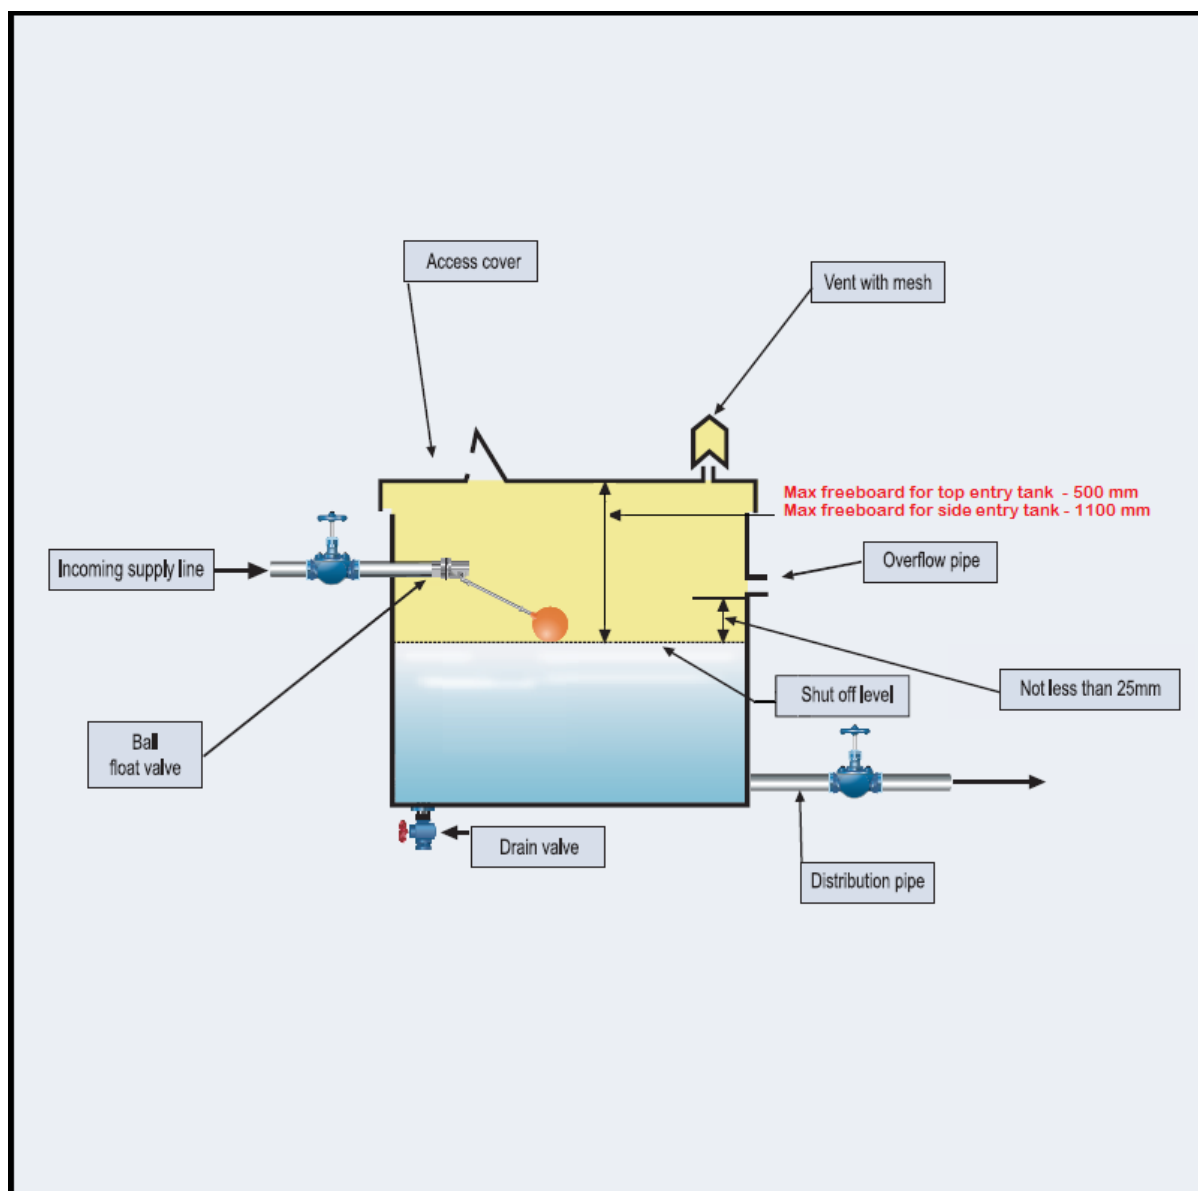 Access cover
Vent with mesh
Max freeboard for top entry tank - 500 mm
Max freeboard for side entry tank - 1100 mm
Incoming supply line
Overflow pipe
Not less than 25mm
Shut off level
Ball
float valve
Drain valve
Distribution pipe